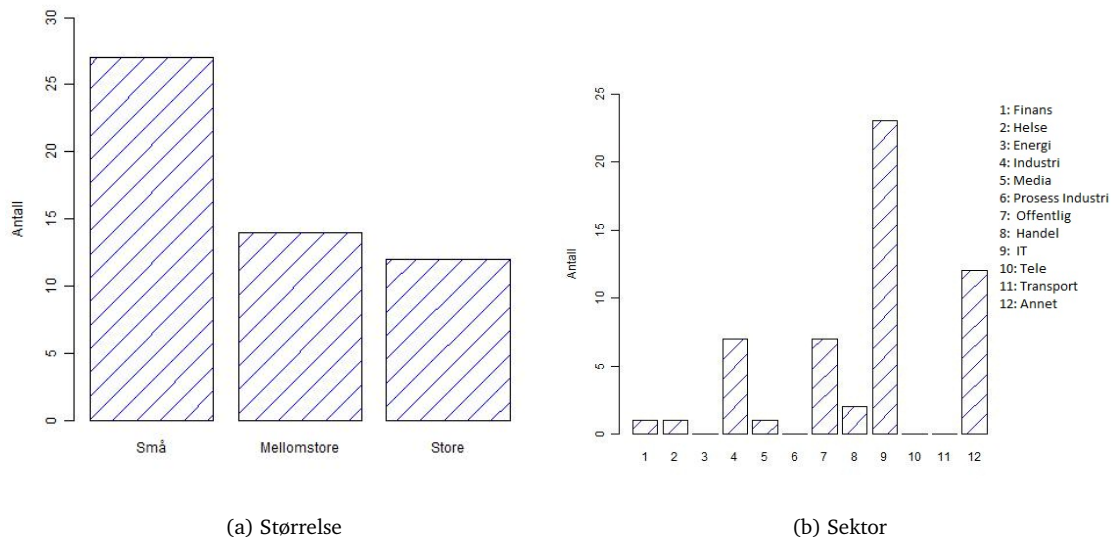 30
25
20
15
10
5
0
Antall
Små Mellomstore Store
(a) Størrelse
25
20
15
10
5
0
Antall
1 2 3 4 5 6 7 8 9 10 11 12
1: Finans
2: Helse
3: Energi
4: Industri
5: Media
6: Prosess Industri
7: Offentlig
8: Handel
9: IT
10: Tele
11: Transport
12: Annet
(b) Sektor